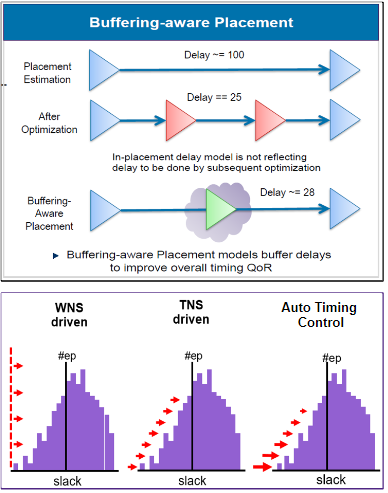 Buffering-aware Placement
Delay ~= 100
Placement
Estimation
Delay == 25
After
Optimization
In-placement delay model is not reflecting
delay to be done by subsequent optimization
Delay ~= 28
Buffering-
Aware
Placement
Buffering-aware Placement models buffer delays
to improve overall timing QoR
WNS
driven
TNS
driven
Auto Timing
Control
#ep
#ep
#ep
slack
slack
slack